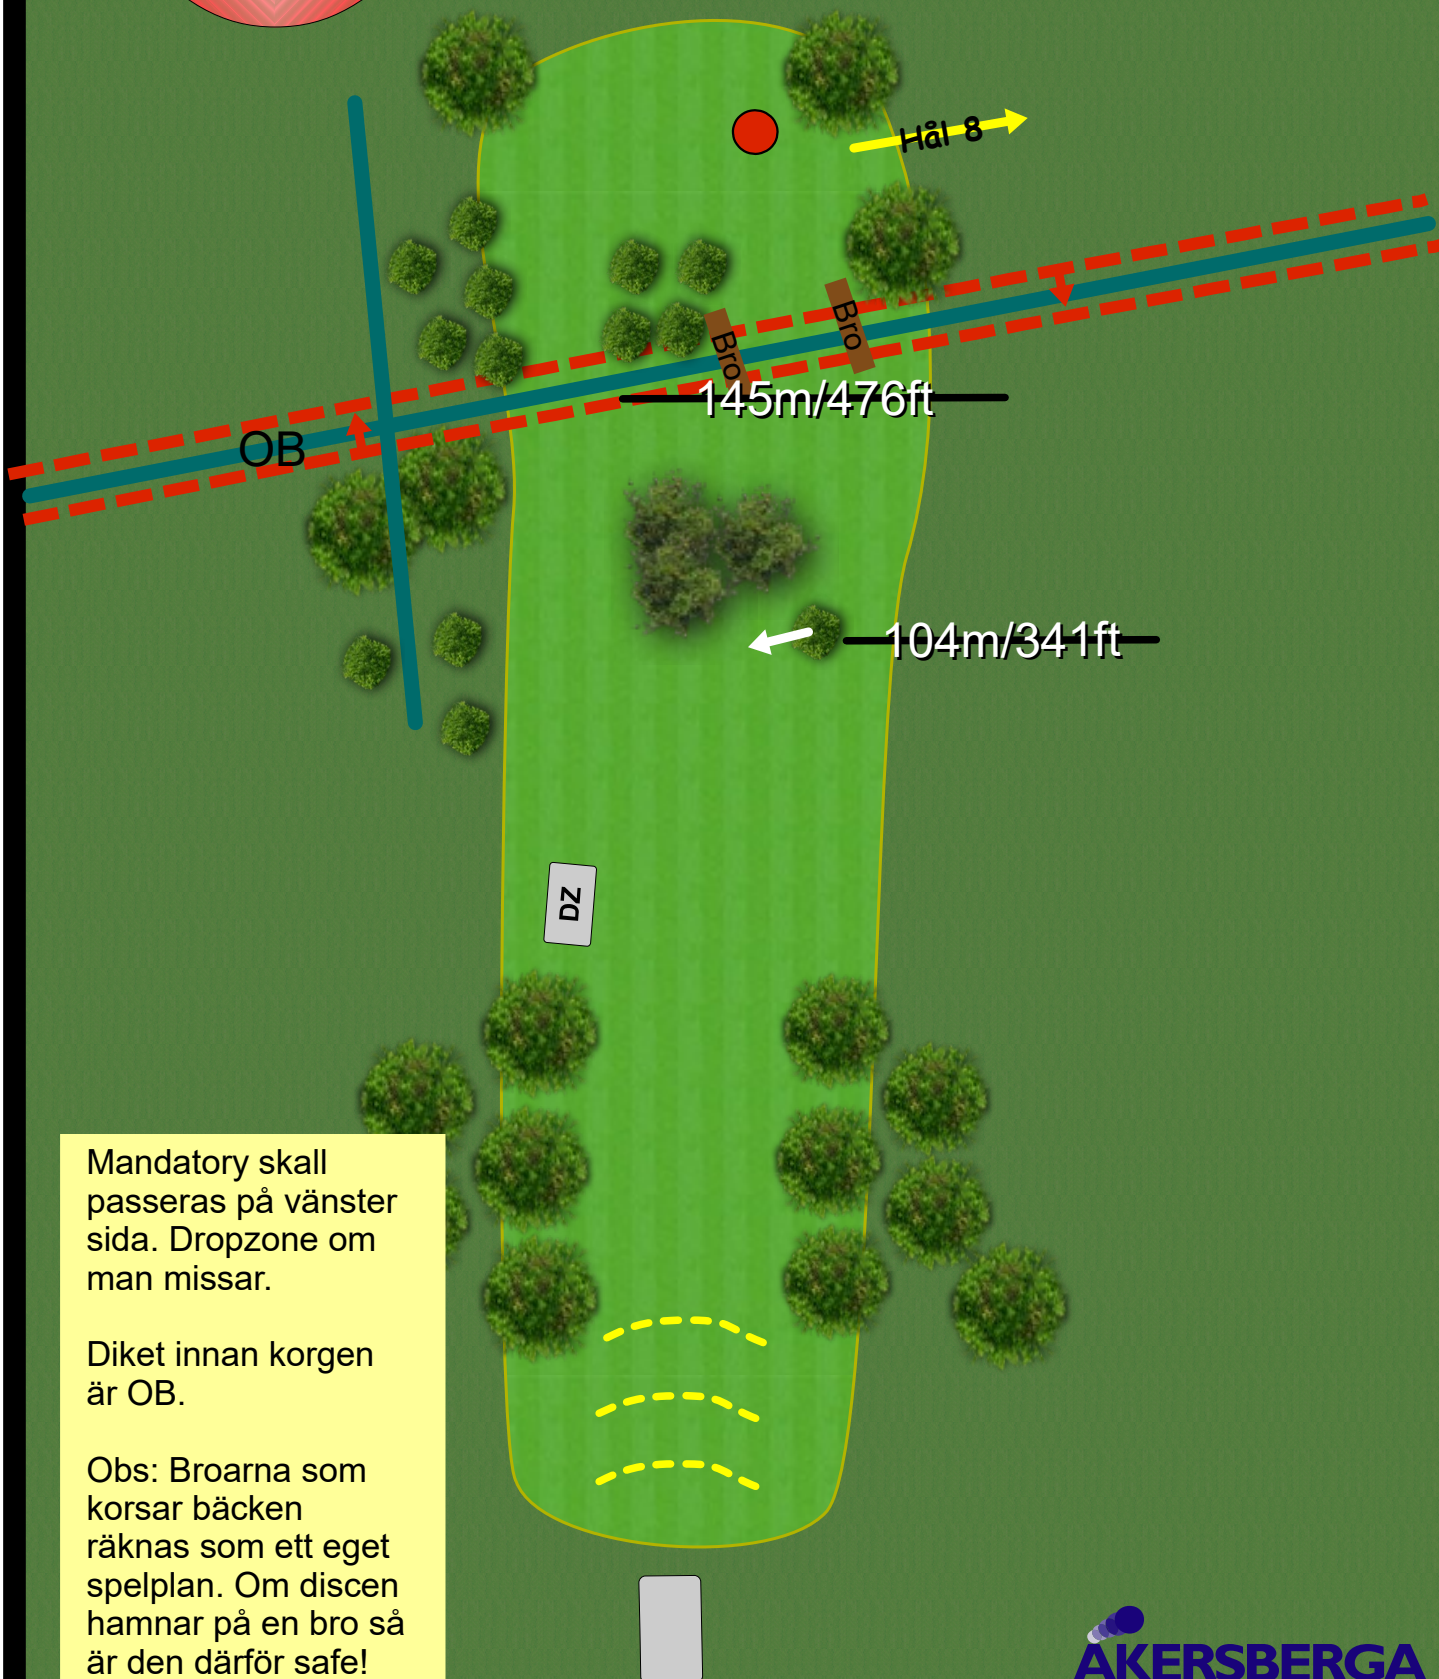 Hål 8
Bro
Bro
145m/476ft
OB
104m/341ft
DZ
Mandatory skall
passeras på vänster
sida. Dropzone om
man missar.
Diket innan korgen
är OB.
Obs: Broarna som
korsar bäcken
räknas som ett eget
spelplan. Om discen
hamnar på en bro så
är den därför safe!
ÅKERSBERGA